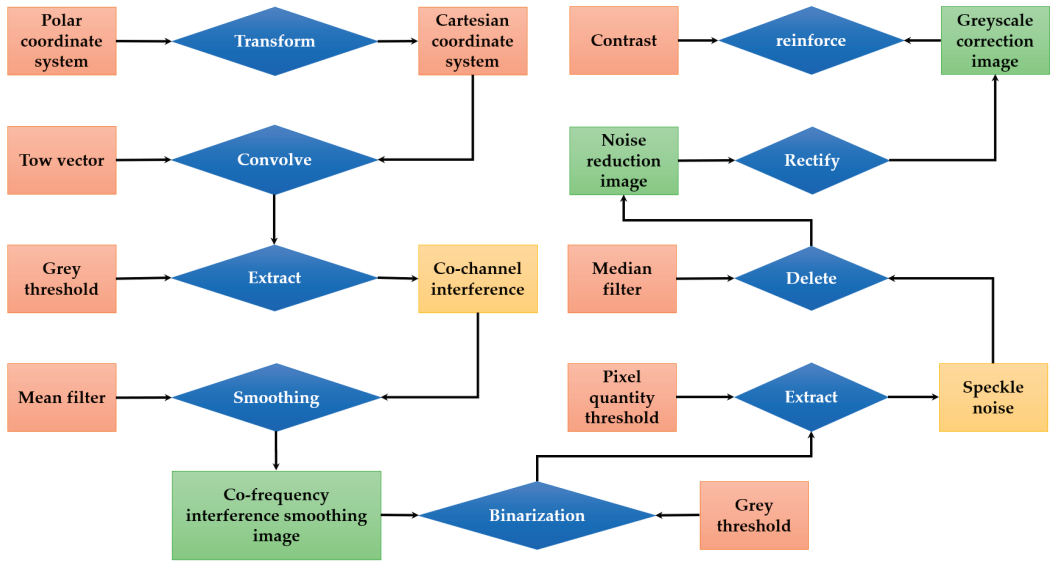 Polar
coordinate
system
Transform
Cartesian
coordinate
system
Tow vector
Convolve
Grey
threshold
Extract
Co-channel
interference
Mean filter
Smoothing
Co-frequency
interference smoothing
image
Binarization
Grey
threshold
Pixel
quantity
threshold
Extract
Speckle
noise
Median
filter
Delete
Noise
reduction
image
Rectify
Contrast
reinforce
Greyscale
correction
image